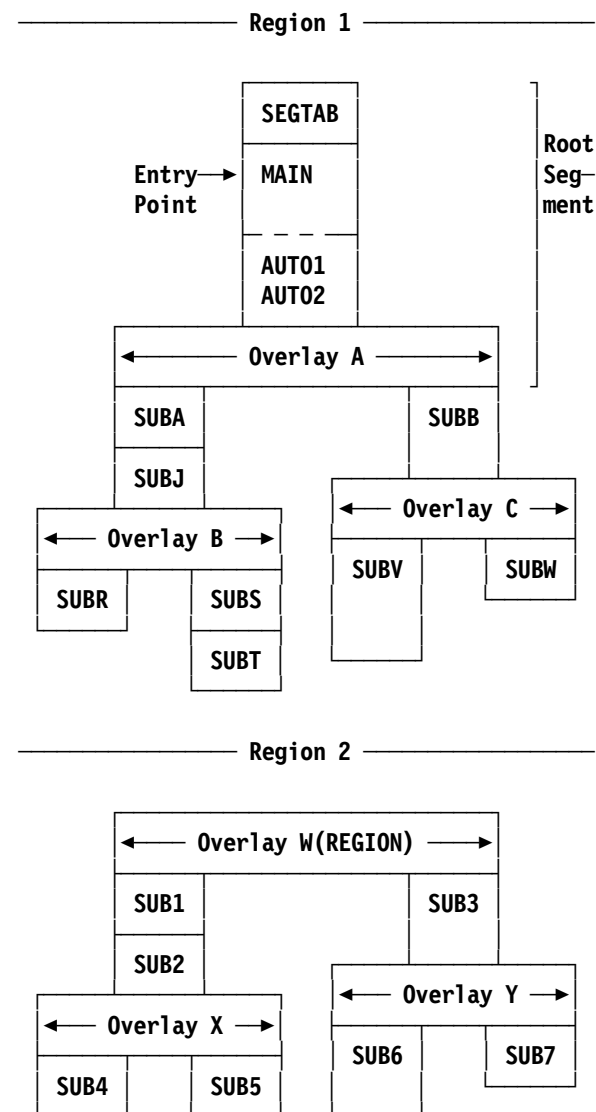 Region 1
SEGTAB
Root
Entry MAIN Seg-
Point ment
AUTO1
AUTO2
Overlay A
SUBA SUBB
SUBJ
Overlay C
Overlay B
SUBV SUBW
SUBR SUBS
SUBT
Region 2
Overlay W(REGION)
SUB1 SUB3
SUB2
Overlay Y
Overlay X
SUB6 SUB7
SUB4 SUB5